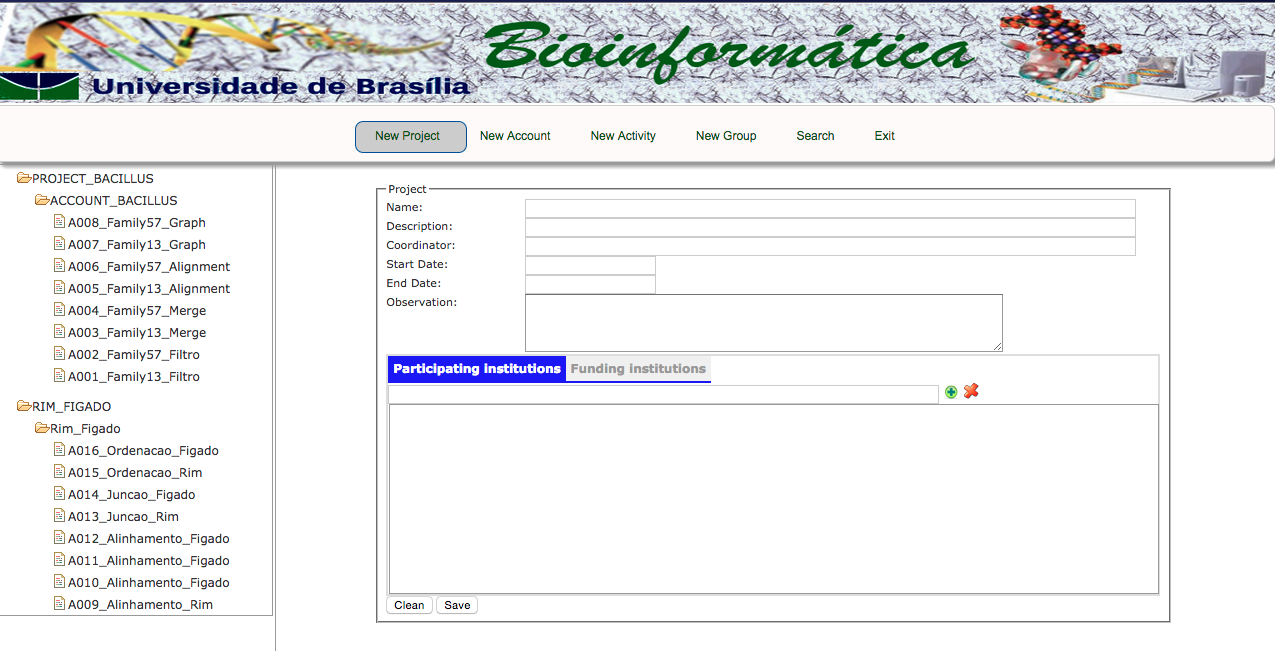 Bioinformática
Universidade de Brasília
New Project New Account New Activity New Group Search Exit
PROJECT_BACILLUS
ACCOUNT_BACILLUS
A008_Family57_Graph
A007_Family13_Graph
A006_Family57_Alignment
A005_Family13_Alignment
A004_Family57_Merge
A003_Family13_Merge
A002_Family57_Filtro
A001_Family13_Filtro
RIM_FIGADO
Rim_Figado
A016_Ordenacao_Figado
A015_Ordenacao_Rim
A014_Juncao_Figado
A013_Juncao_Rim
A012_Alinhamento_Figado
A011_Alinhamento_Figado
A010_Alinhamento_Figado
A009_Alinhamento_Rim
Project
Name:
Description:
Coordinator:
Start Date:
End Date:
Observation:
Participating institutions Funding institutions
Clean Save